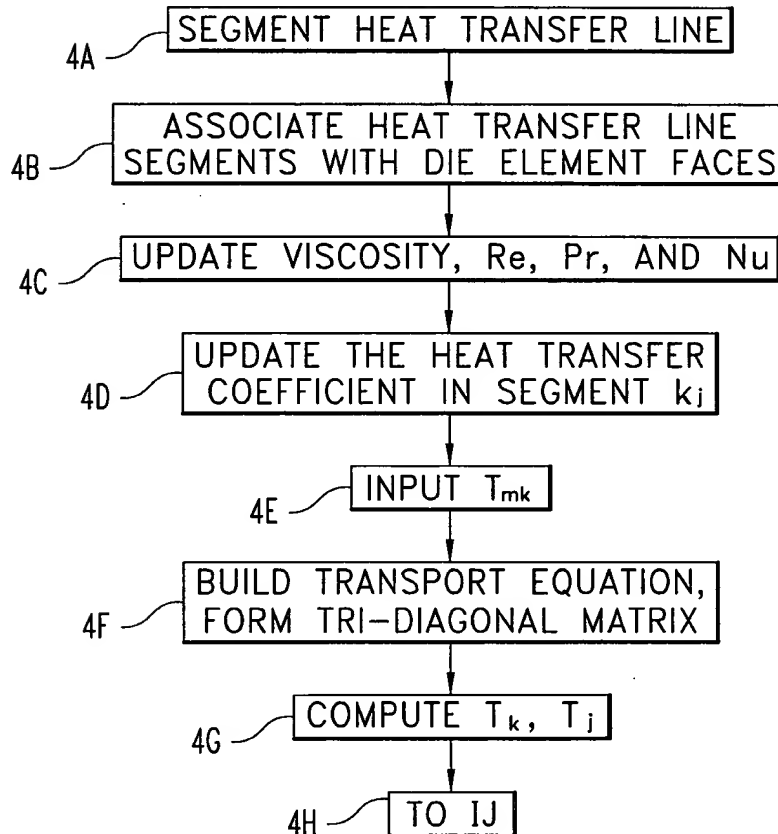 4A SEGMENT HEAT TRANSFER LINE
4B ASSOCIATE HEAT TRANSFER LINE
SEGMENTS WITH DIE ELEMENT FACES
4C UPDATE VISCOSITY, Re, Pr, AND Nu
4D UPDATE THE HEAT TRANSFER
COEFFICIENT IN SEGMENT kj
4E INPUT Tmk
4F BUILD TRANSPORT EQUATION,
FORM TRI-DIAGONAL MATRIX
4G COMPUTE Tk, Tj
4H TO IJ